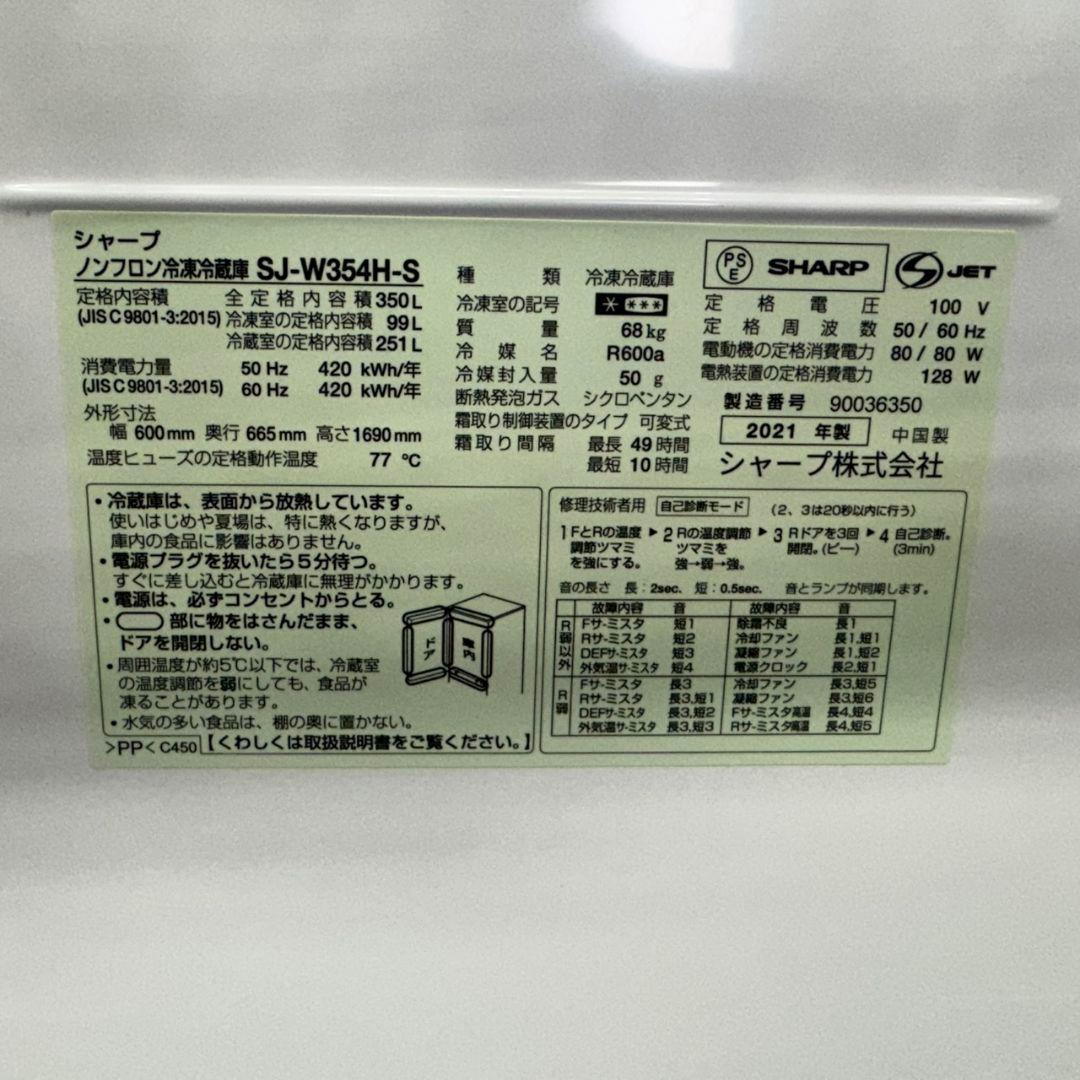 シャープ
ノンフロン冷凍冷蔵庫 SJ-W354H-S
定格内容積 全定格内容積 350 L
(JIS C 9801-3:2015) 冷凍室の定格内容積 99 L
冷蔵室の定格内容積 251 L
消費電力量 50 Hz 420 kWh/年
(JIS C 9801-3:2015) 60 Hz 420 kWh/年
外形寸法
幅 600 mm 奥行 665 mm 高さ 1690 mm
温度ヒューズの定格動作温度 77 ℃
種類 冷凍冷蔵庫
冷凍室の記号
質量 68 kg
冷媒名 R600a
冷媒封入量 50 g
断熱発泡ガス シクロペンタン
霜取り制御装置のタイプ 可変式
霜取り間隔 最長 49 時間
最短 10 時間
PS
E
SHARP
JET
定格電圧 100 V
定格周波数 50 / 60 Hz
電動機の定格消費電力 80 / 80 W
電熱装置の定格消費電力 128 W
製造番号 90036350
2021 年製 中国製
シャープ株式会社
・冷蔵庫は、表面から放熱しています。
使いはじめや夏場は、特に熱くなりますが、
庫内の食品に影響はありません。
・電源プラグを抜いたら5分待つ。
すぐに差し込むと冷蔵庫に無理がかかります。
・電源は、必ずコンセントからとる。
・ 部に物をはさんだまま、
ドアを開閉しない。
・周囲温度が約5℃以下では、冷蔵室
の温度調節を弱にしても、食品が
凍ることがあります。
・水気の多い食品は、棚の奥に置かない。
ドア 庫内
>PP< C450 【くわしくは取扱説明書をご覧ください。】
修理技術者用 自己診断モード (2、3は20秒以内に行う)
1 FとRの温度 ▶ 2 Rの温度調節 ▶ 3 Rドアを3回 ▶ 4 自己診断。
調節ツマミ ツマミを 開閉。(ピー) (3min)
を強にする。 強→弱→強。
音の長さ 長：2sec. 短：0.5sec. 音とランプが同期します。
故障内容 音 故障内容 音
R弱以外
Fサーミスタ 短1 除霜不良 長1
Rサーミスタ 短2 冷却ファン 長1,短1
DEFサーミスタ 短3 凝縮ファン 長1,短2
外気温サーミスタ 短4 電源クロック 長2,短1
R弱
Fサーミスタ 長3 冷却ファン 長3,短5
Rサーミスタ 長3,短1 凝縮ファン 長3,短6
DEFサーミスタ 長3,短2 Fサーミスタ高温 長4,短4
外気温サーミスタ 長3,短3 Rサーミスタ高温 長4,短5